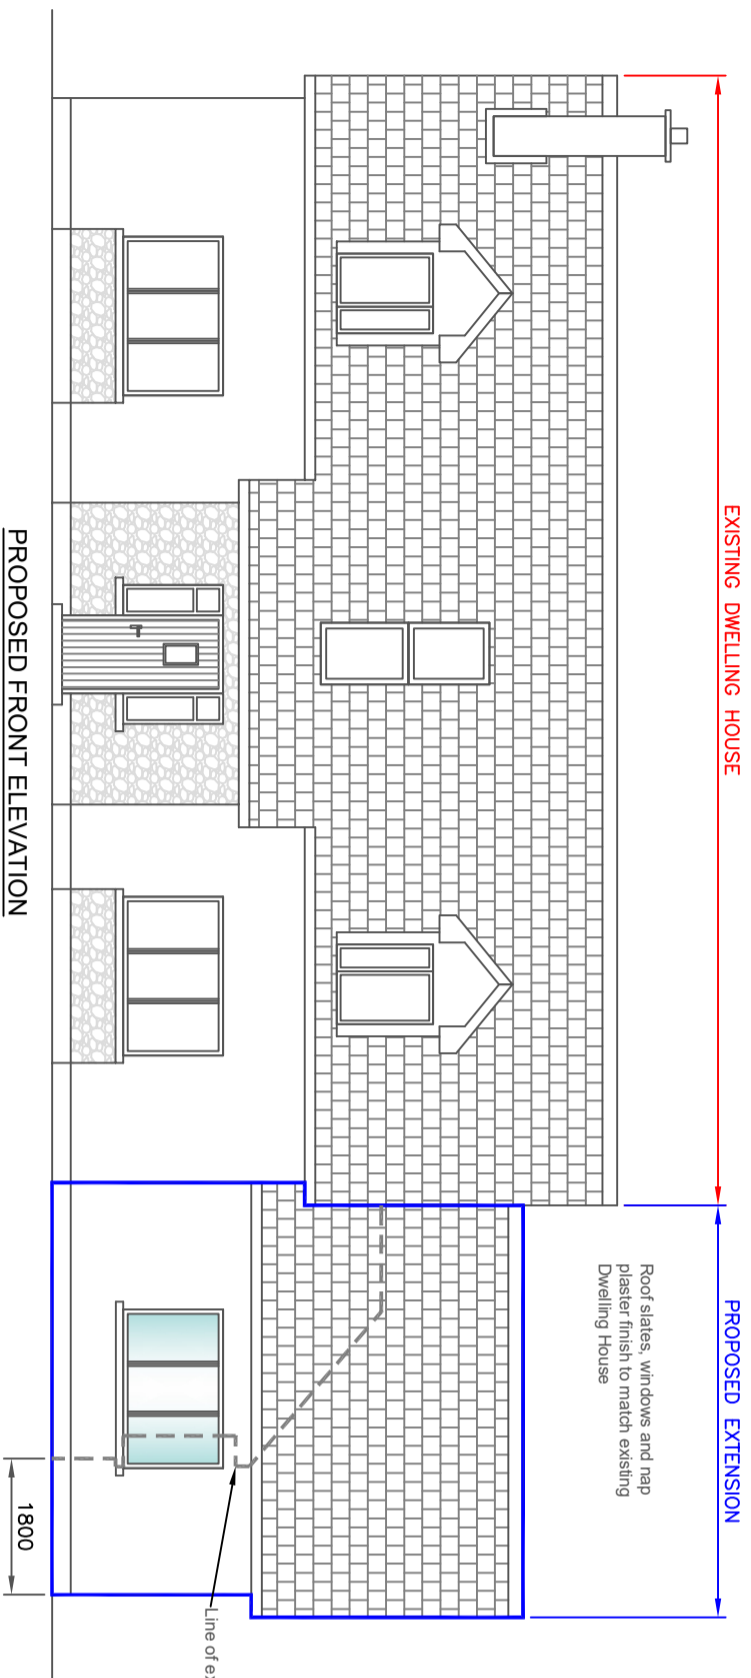 EXISTING DWELLING HOUSE
PROPOSED EXTENSION
Roof slates, windows and nap
plaster finish to match existing
Dwelling House
Line of
1800
PROPOSED FRONT ELEVATION